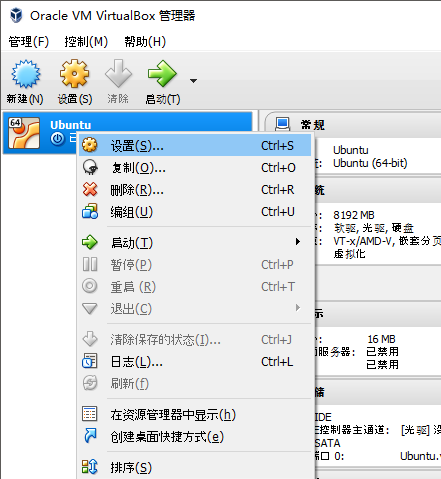 Oracle VM VirtualBox 管理器
管理(F) 控制(M) 帮助(H)
新建(N) 设置(S) 清除 启动(T)
64 Ubuntu
已
常规
Ubuntu
Ubuntu (64-bit)
设置(S)... Ctrl+S
复制(O)... Ctrl+O
删除(R)... Ctrl+R
编组(U) Ctrl+U
启动(T)
暂停(P) Ctrl+P
重启 (R) Ctrl+T
退出(C)
清除保存的状态(I)... Ctrl+J
日志(L)... Ctrl+L
刷新(f)
在资源管理器中显示(h)
创建桌面快捷方式(e)
排序(S)
统
8192 MB
软驱, 光驱, 硬盘
VT-x/AMD-V, 嵌套分页
虚拟化
示
16 MB
服务器: 已禁用
已禁用
储
IDE
控制器主通道: [光驱] 没
SATA
端口 0: Ubuntu.v